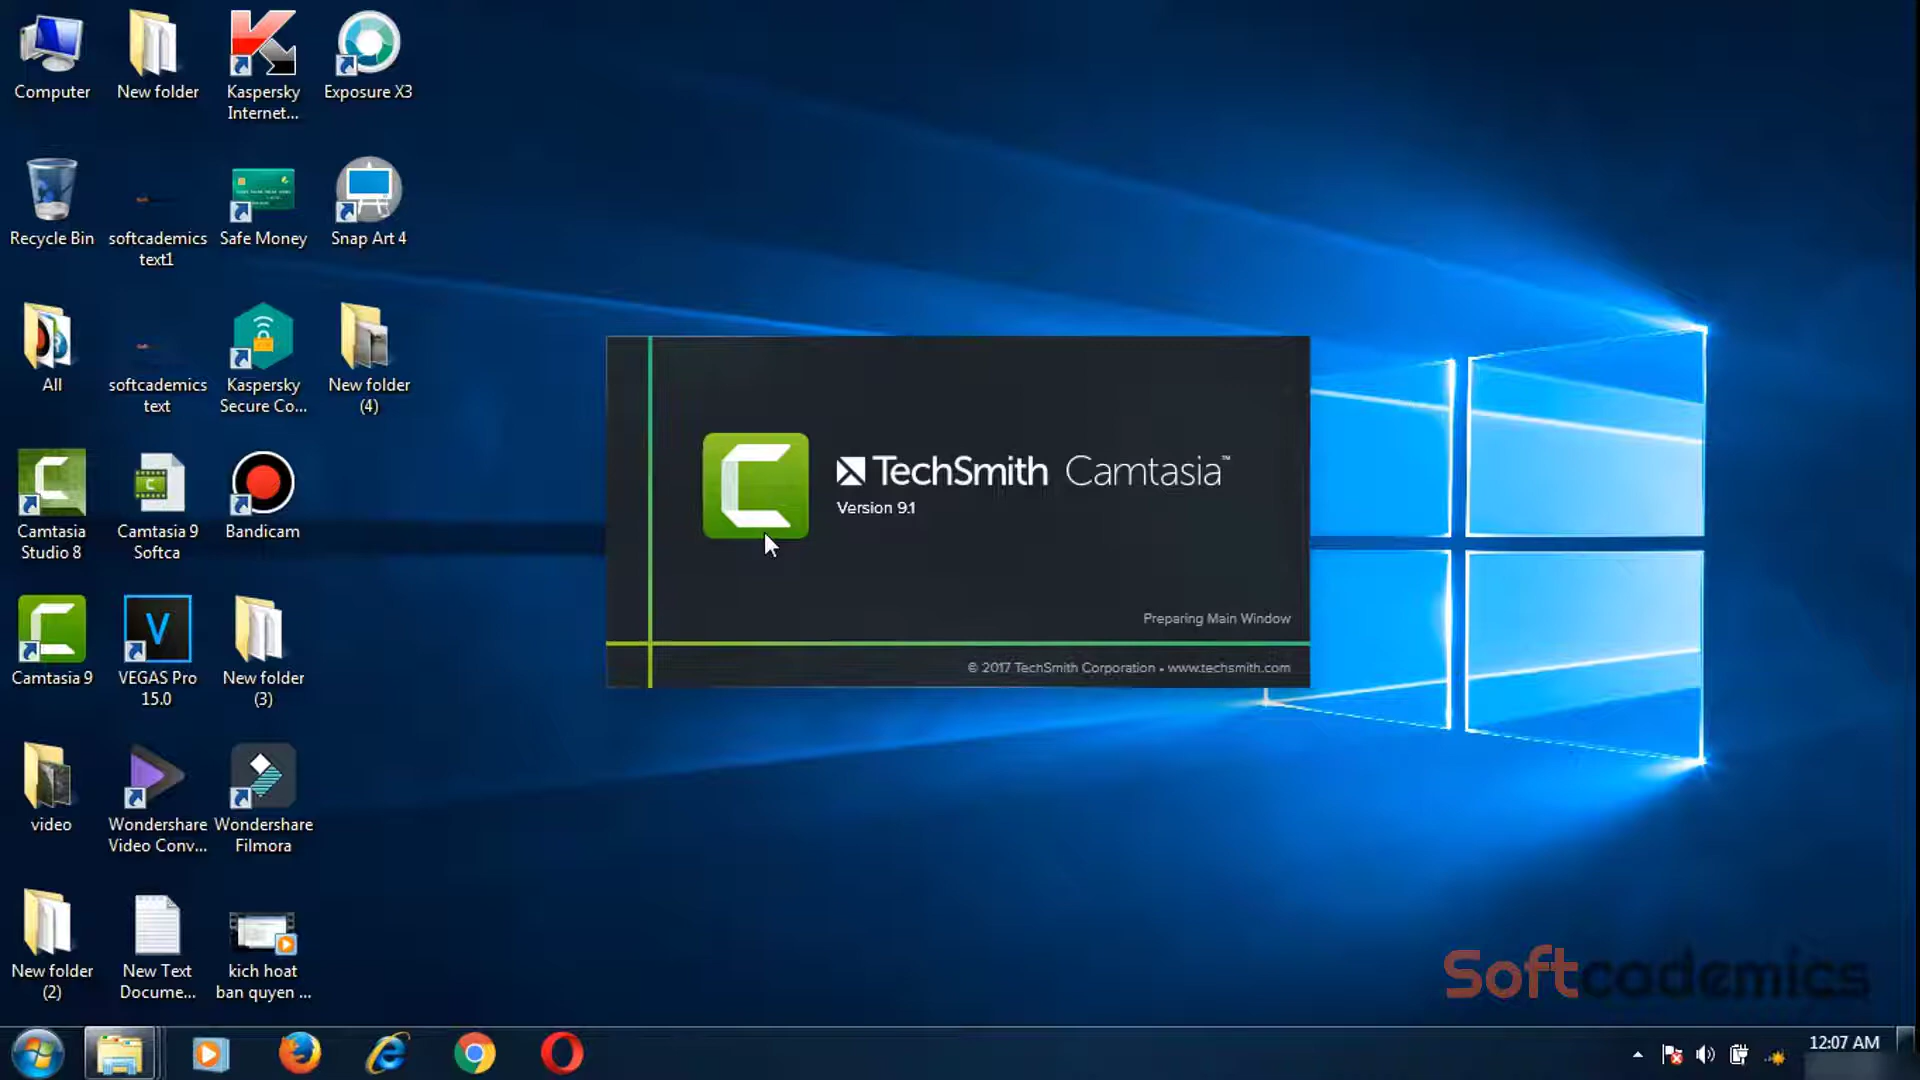 Computer
New folder
Kaspersky
Internet...
Exposure X3
Recycle Bin
softcademics
text1
Safe Money
Snap Art 4
All
softcademics
text
Kaspersky
Secure Co...
New folder
(4)
Camtasia
Studio 8
Camtasia 9
Softca
Bandicam
Camtasia 9
VEGAS Pro
15.0
New folder
(3)
video
Wondershare
Video Conv...
Wondershare
Filmora
New folder
(2)
New Text
Docume...
kich hoat
ban quyen ...
TechSmith Camtasia™
Version 9.1
Preparing Main Window
© 2017 TechSmith Corporation • www.techsmith.com
Softcademics
12:07 AM